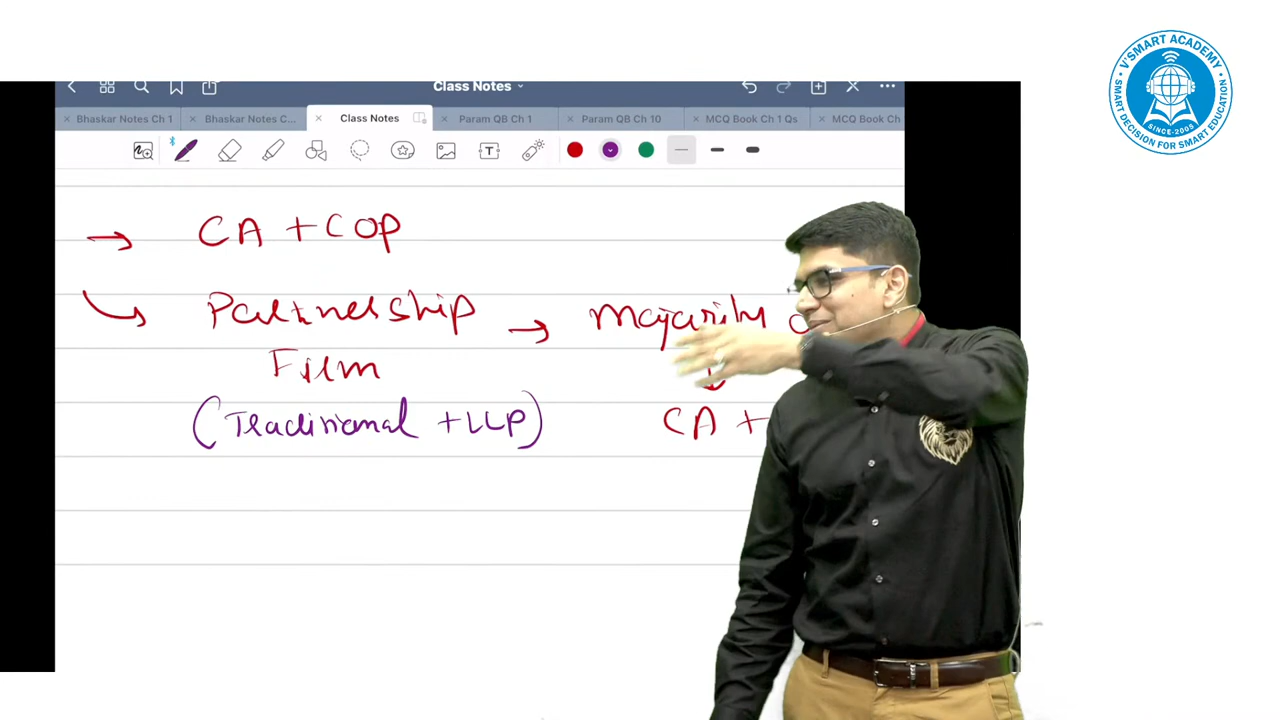 V'SMART ACADEMY
SMART DECISION FOR SMART EDUCATION
SINCE-2005
Class Notes
Bhaskar Notes Ch 1
Bhaskar Notes C...
Class Notes
Param QB Ch 1
Param QB Ch 10
MCQ Book Ch 1 Qs
MCQ Book Ch
→ CA + COP
Partnership → Majority
Firm
(Traditional + LLP) CA +